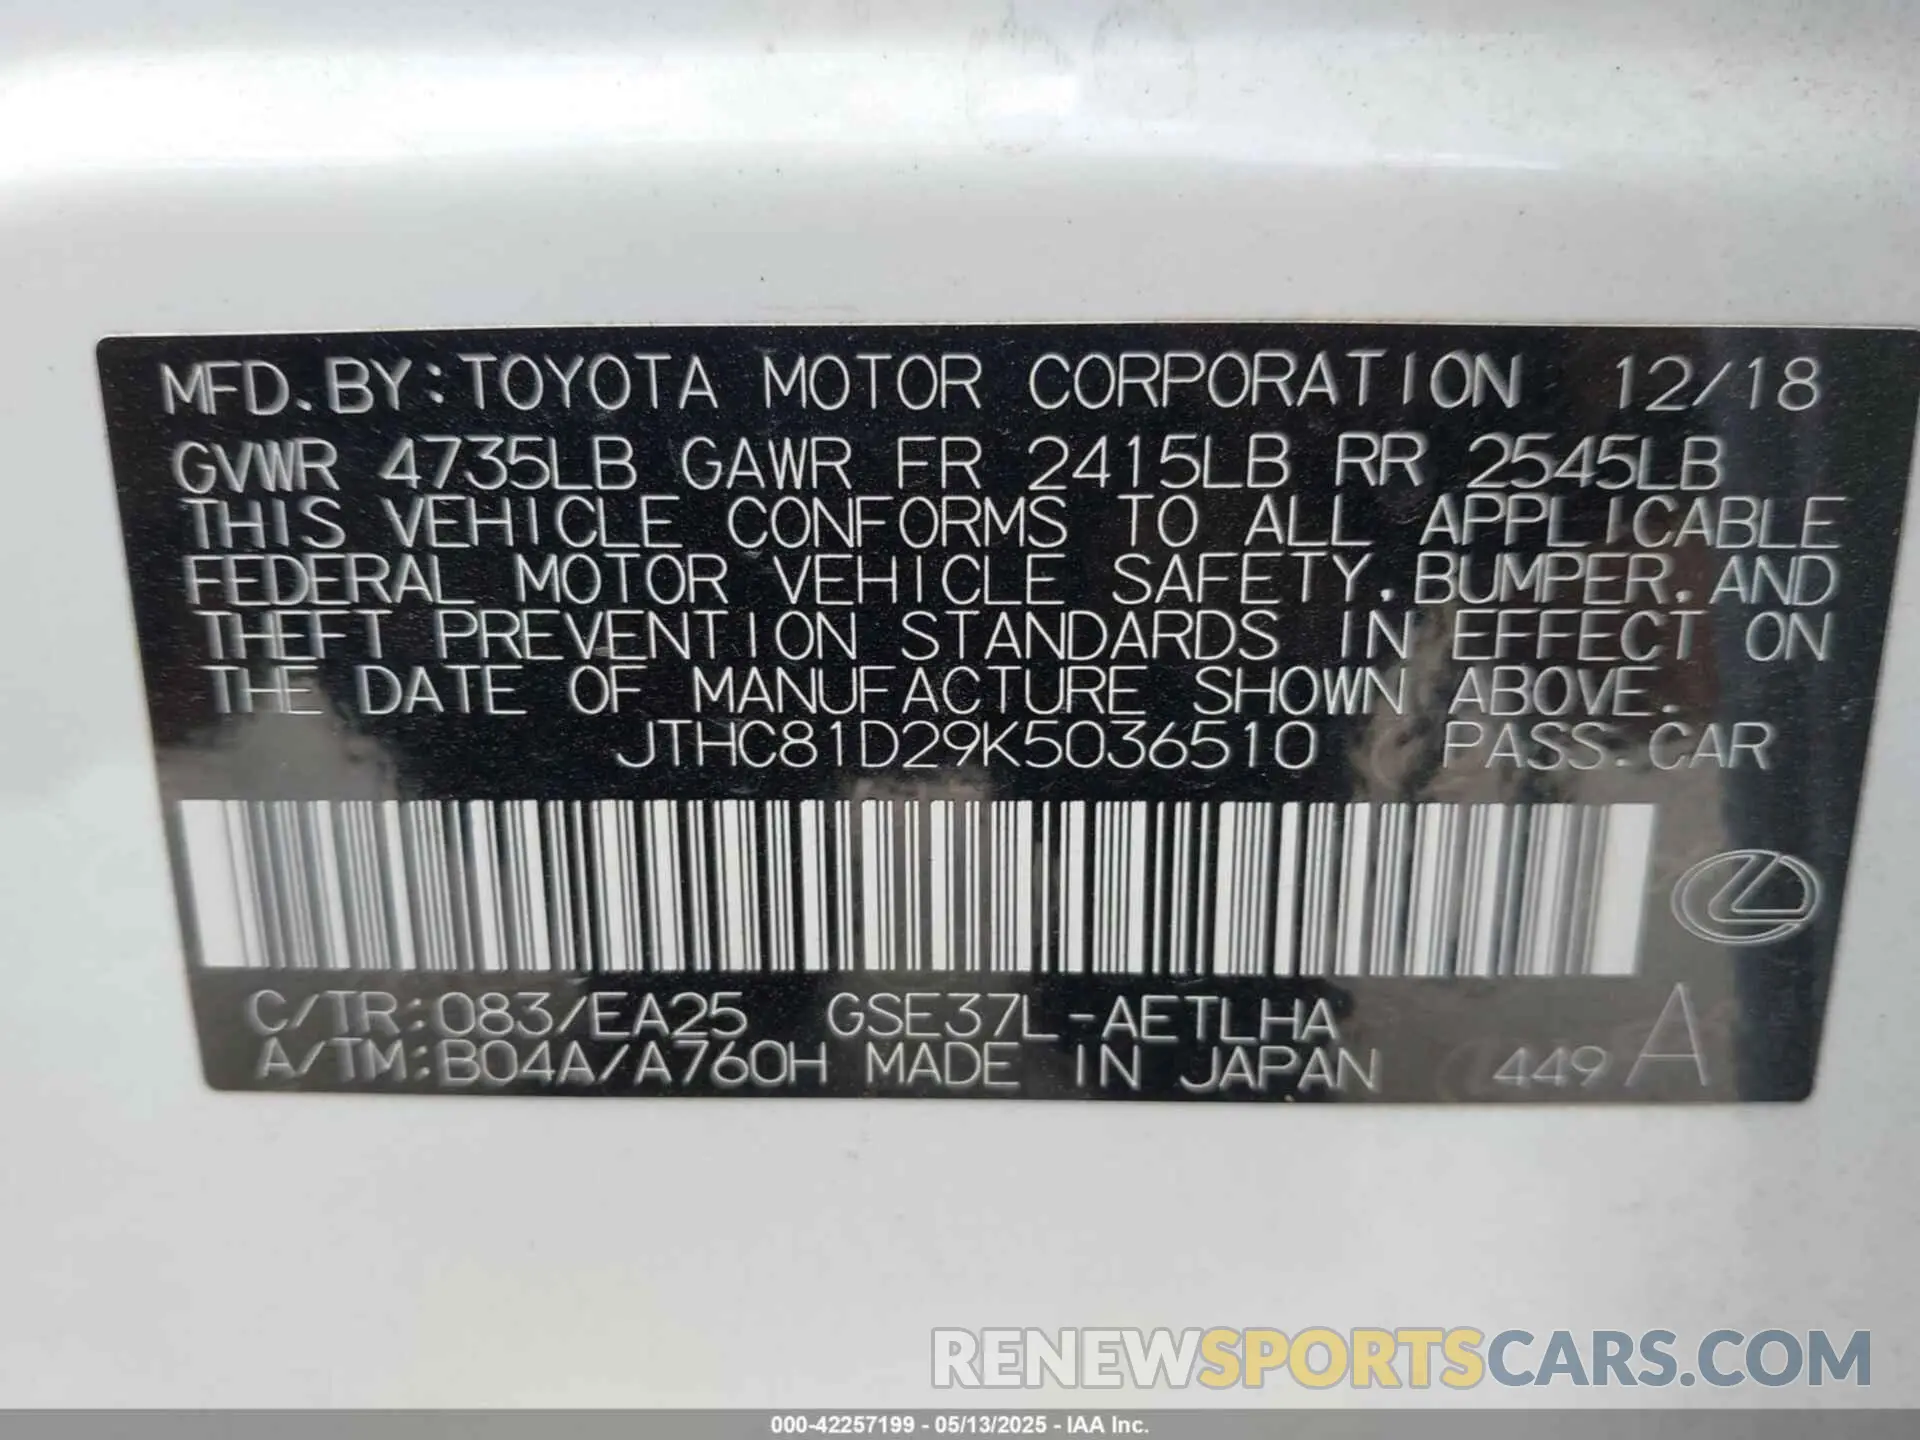 MFD.BY:TOYOTA MOTOR CORPORATION 12/18
GVWR 4735LB GAWR FR 2415LB RR 2545LB
THIS VEHICLE CONFORMS TO ALL APPLICABLE
FEDERAL MOTOR VEHICLE SAFETY.BUMPER.AND
THEFT PREVENTION STANDARDS IN EFFECT ON
THE DATE OF MANUFACTURE SHOWN ABOVE.
JTHC81D29K5036510 PASS.CAR
C/TR:083/EA25 GSE37L-AETLHA
A/TM:B04A/A760H MADE IN JAPAN 449 A
RENEWSPORTSCARS.COM
000-42257199 - 05/13/2025 - IAA Inc.